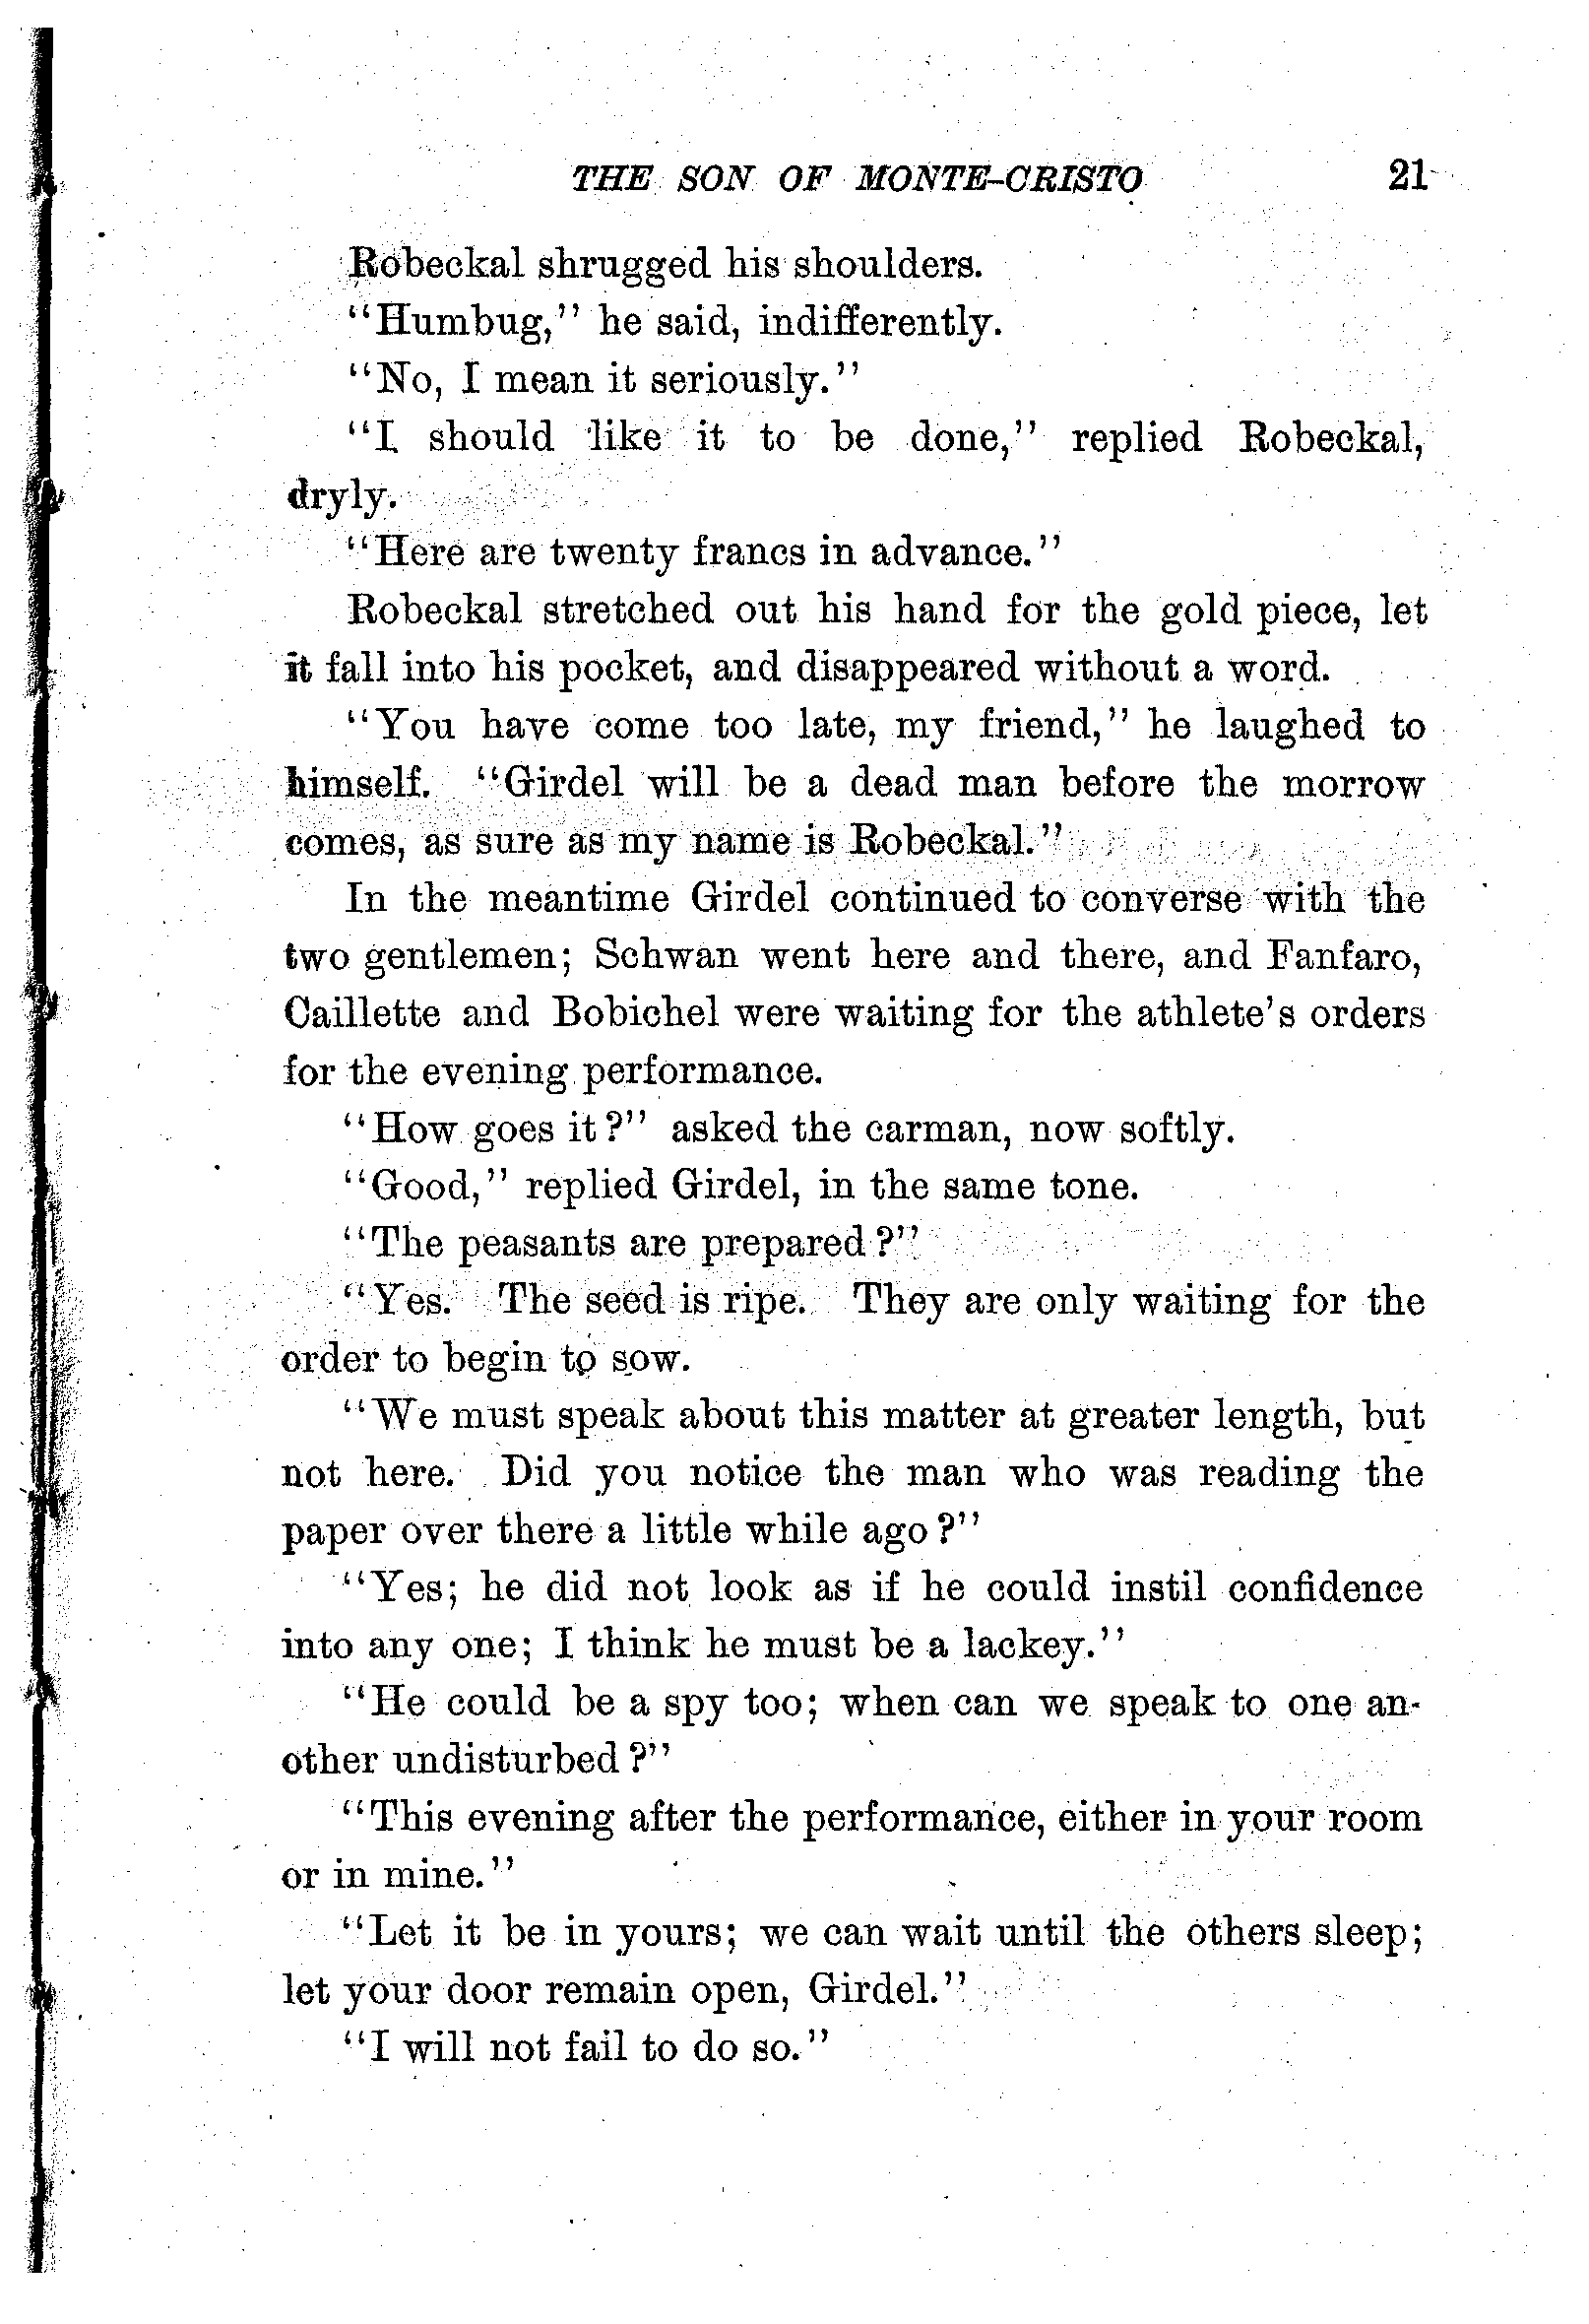 THE SON OF MONTE-CRISTO 21
Robeckal shrugged his shoulders.
"Humbug," he said, indifferently.
"No, I mean it seriously."
"I should like it to be done," replied Robeckal,
dryly.
"Here are twenty francs in advance."
Robeckal stretched out his hand for the gold piece, let
it fall into his pocket, and disappeared without a word.
"You have come too late, my friend," he laughed to
himself. "Girdel will be a dead man before the morrow
comes, as sure as my name is Robeckal."
In the meantime Girdel continued to converse with the
two gentlemen; Schwan went here and there, and Fanfaro,
Caillette and Bobichel were waiting for the athlete's orders
for the evening performance.
"How goes it?" asked the carman, now softly.
"Good," replied Girdel, in the same tone.
"The peasants are prepared?"
"Yes. The seed is ripe. They are only waiting for the
order to begin to sow.
"We must speak about this matter at greater length, but
not here. Did you notice the man who was reading the
paper over there a little while ago?"
"Yes; he did not look as if he could instil confidence
into any one; I think he must be a lackey."
"He could be a spy too; when can we speak to one an-
other undisturbed?"
"This evening after the performance, either in your room
or in mine."
"Let it be in yours; we can wait until the others sleep;
let your door remain open, Girdel."
"I will not fail to do so."